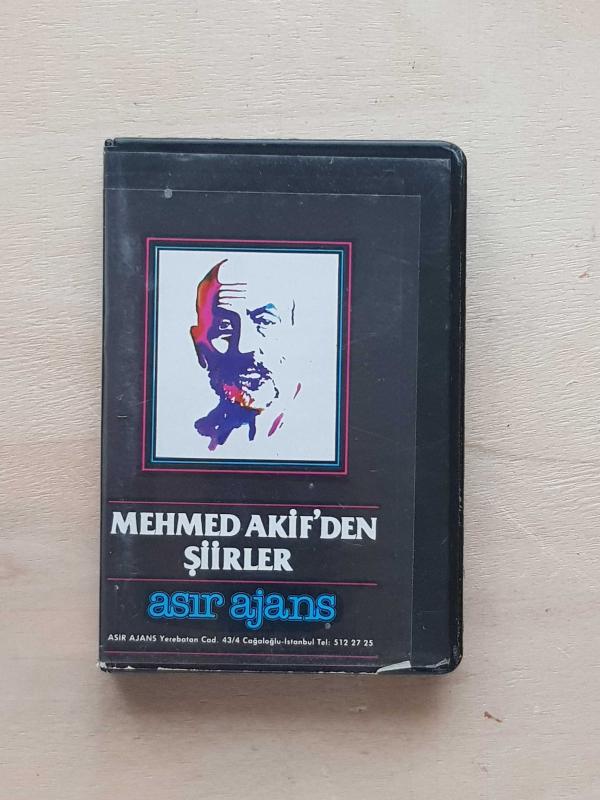 MEHMED AKİF'DEN
ŞİİRLER
asır ajans
ASIR AJANS Yerebatan Cad. 43/4 Cağaloğlu-İstanbul Tel: 512 27 25